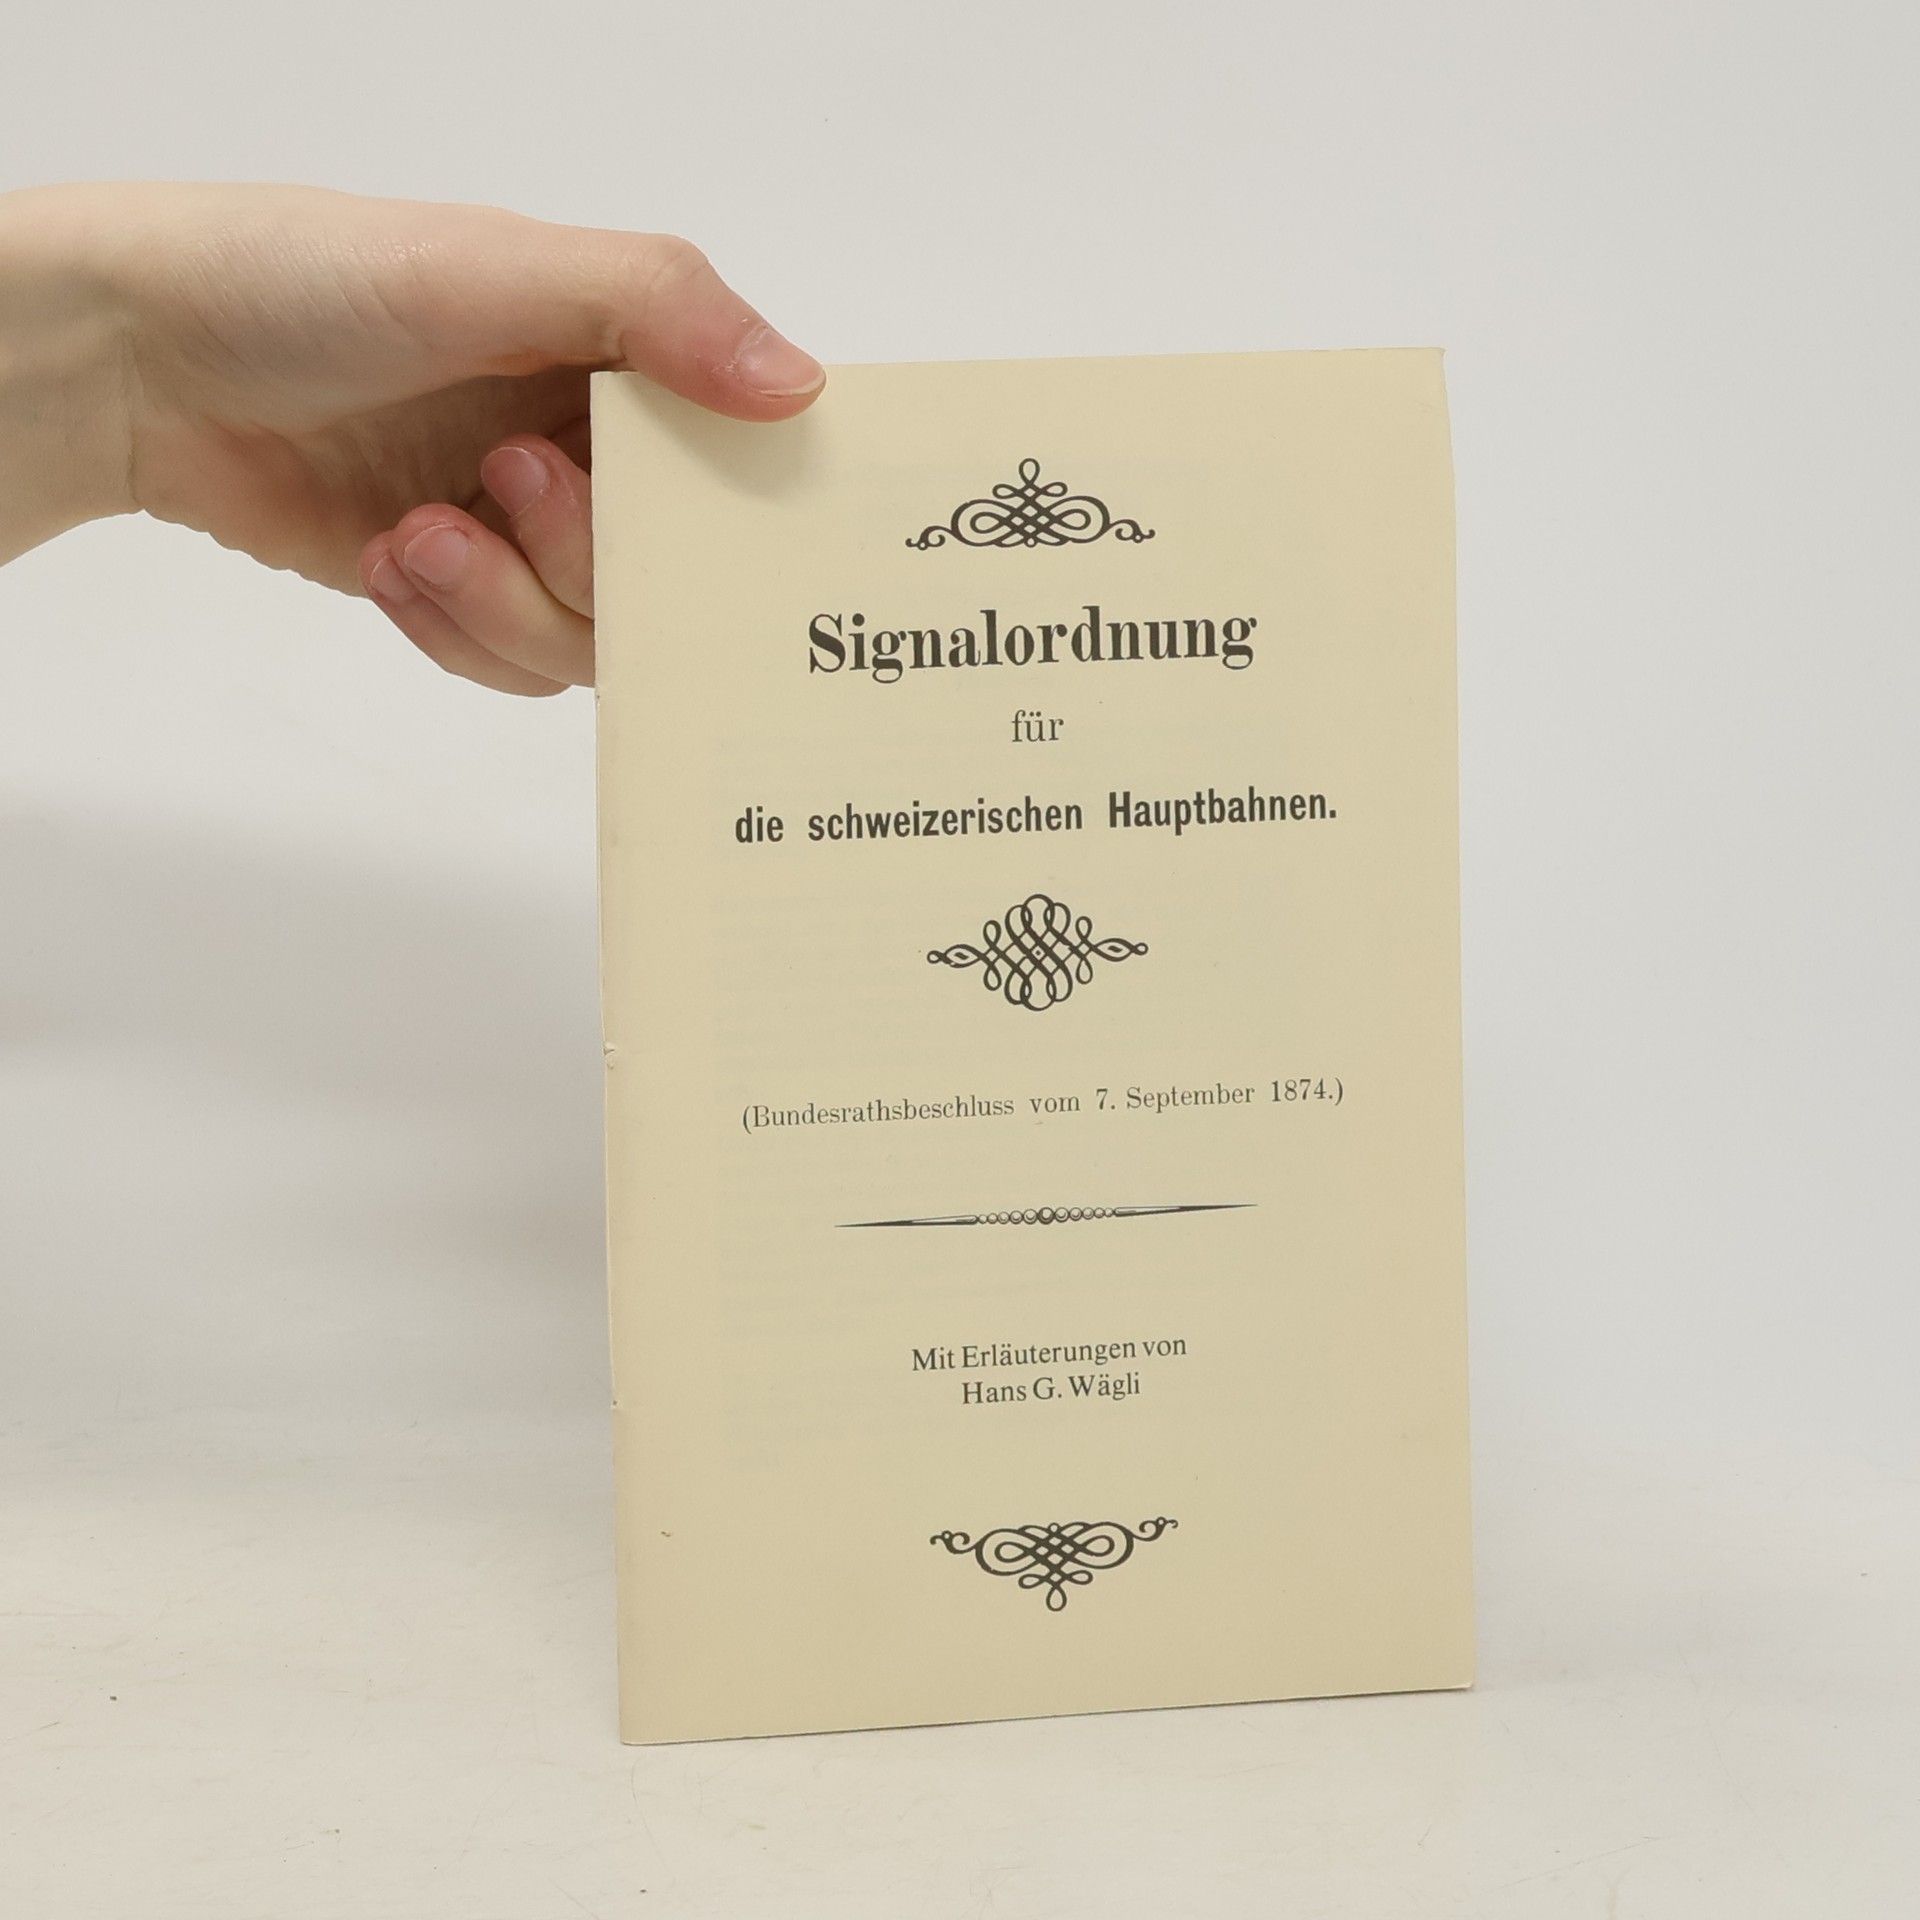 Signalordnung
für
die schweizerischen Hauptbahnen.
(Bundesrathsbeschluss vom 7. September 1874.)
Mit Erläuterungen von
Hans G. Wägli